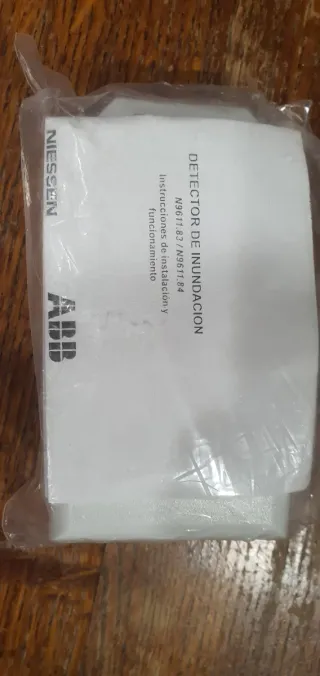 DETECTOR DE INUNDACION
N9611.83 / N9611.84
Instrucciones de instalación y
funcionamiento
NIESSEN
ABB